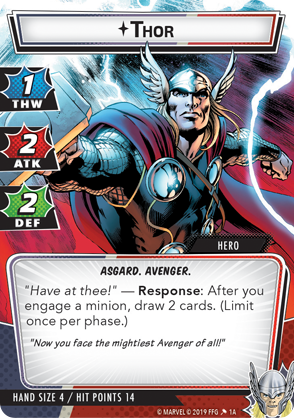 Thor
1
THW
2
ATK
2
DEF
HERO
ASGARD. AVENGER.
"Have at thee!" — Response: After you
engage a minion, draw 2 cards. (Limit
once per phase.)
"Now you face the mightiest Avenger of all!"
HAND SIZE 4 / HIT POINTS 14
© MARVEL © 2019 FFG 1A